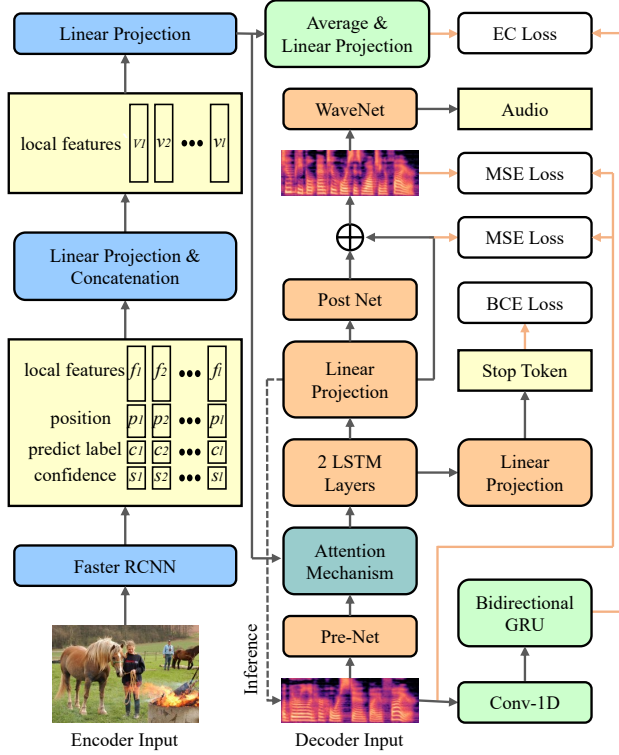 Linear Projection
Average &
Linear Projection
EC Loss
WaveNet
Audio
local features
v1 v2 ••• vl
MSE Loss
MSE Loss
Linear Projection &
Concatenation
Post Net
BCE Loss
local features f1 f2 ••• fl
position p1 p2 ••• pl
predict label c1 c2 ••• cl
confidence s1 s2 ••• sl
Linear
Projection
Stop Token
2 LSTM
Layers
Linear
Projection
Faster RCNN
Attention
Mechanism
Inference
Pre-Net
Bidirectional
GRU
Conv-1D
Encoder Input
Decoder Input